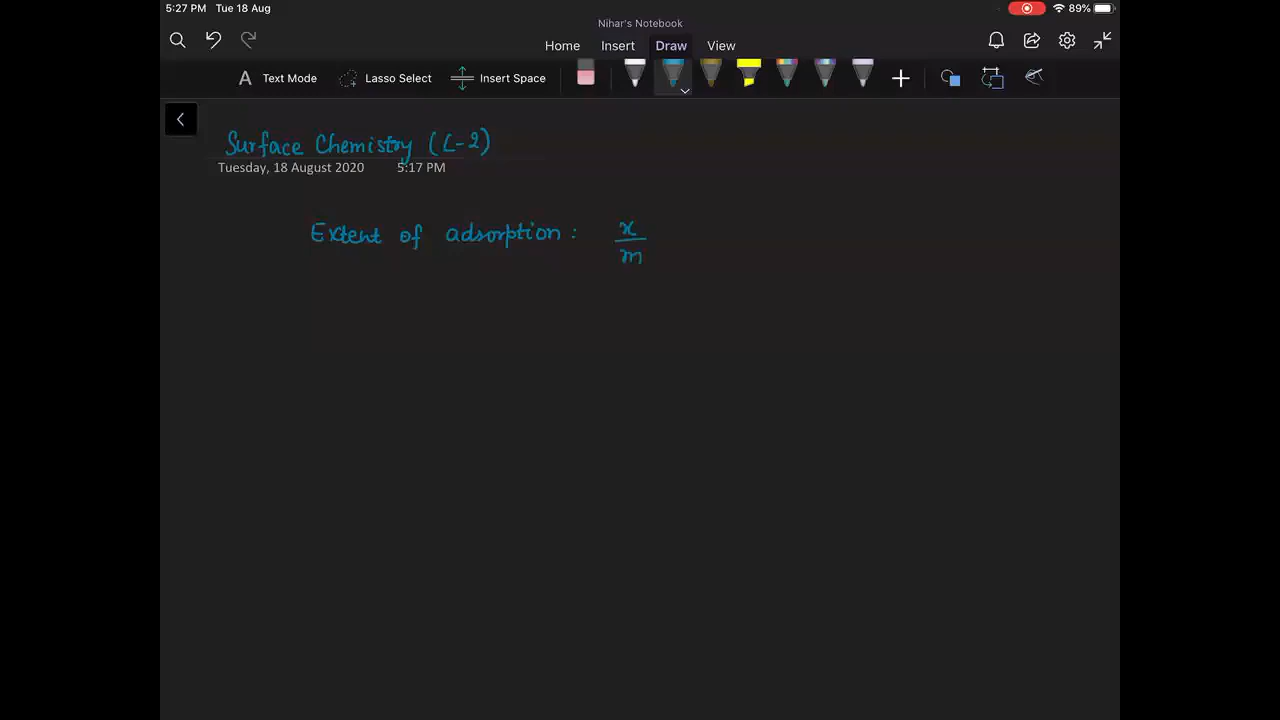 5:27 PM Tue 18 Aug 89%
Nihar's Notebook
Home Insert Draw View
A Text Mode Lasso Select Insert Space
Surface Chemistry (L-2)
Tuesday, 18 August 2020 5:17 PM
Extent of adsorption : x
m